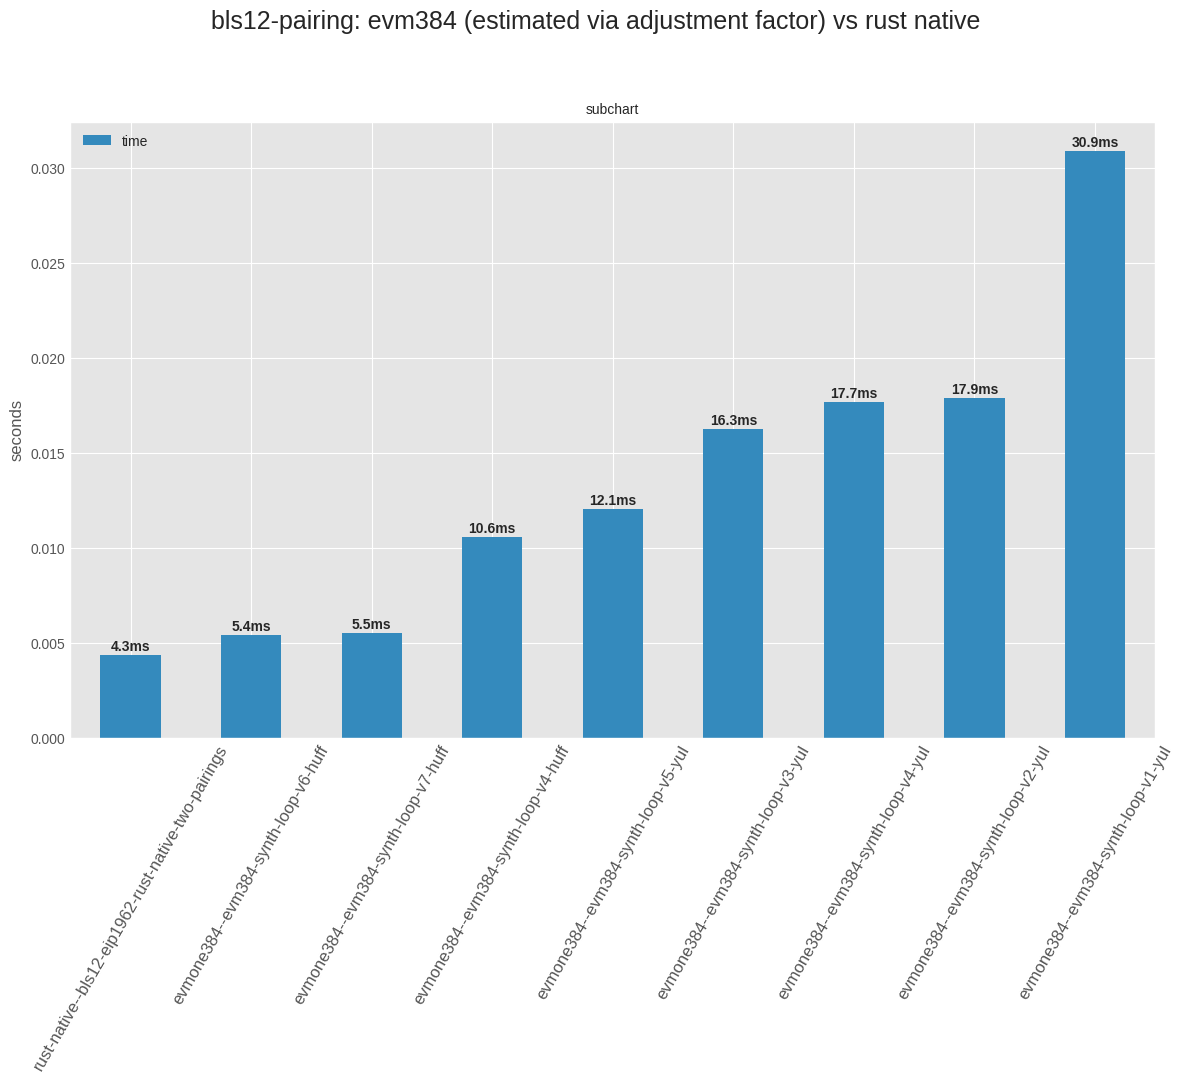 bls12-pairing: evm384 (estimated via adjustment factor) vs rust native
subchart
time
30.9ms
0.030
0.025
0.020
17.7ms
17.9ms
16.3ms
seconds
0.015
12.1ms
10.6ms
0.010
5.4ms
5.5ms
4.3ms
0.005
0.000
rust-native--bls12-eip1962-rust-native-two-pairings
evmone384--evm384-synth-loop-v6-huff
evmone384--evm384-synth-loop-v7-huff
evmone384--evm384-synth-loop-v4-huff
evmone384--evm384-synth-loop-v5-yul
evmone384--evm384-synth-loop-v3-yul
evmone384--evm384-synth-loop-v4-yul
evmone384--evm384-synth-loop-v2-yul
evmone384--evm384-synth-loop-v1-yul